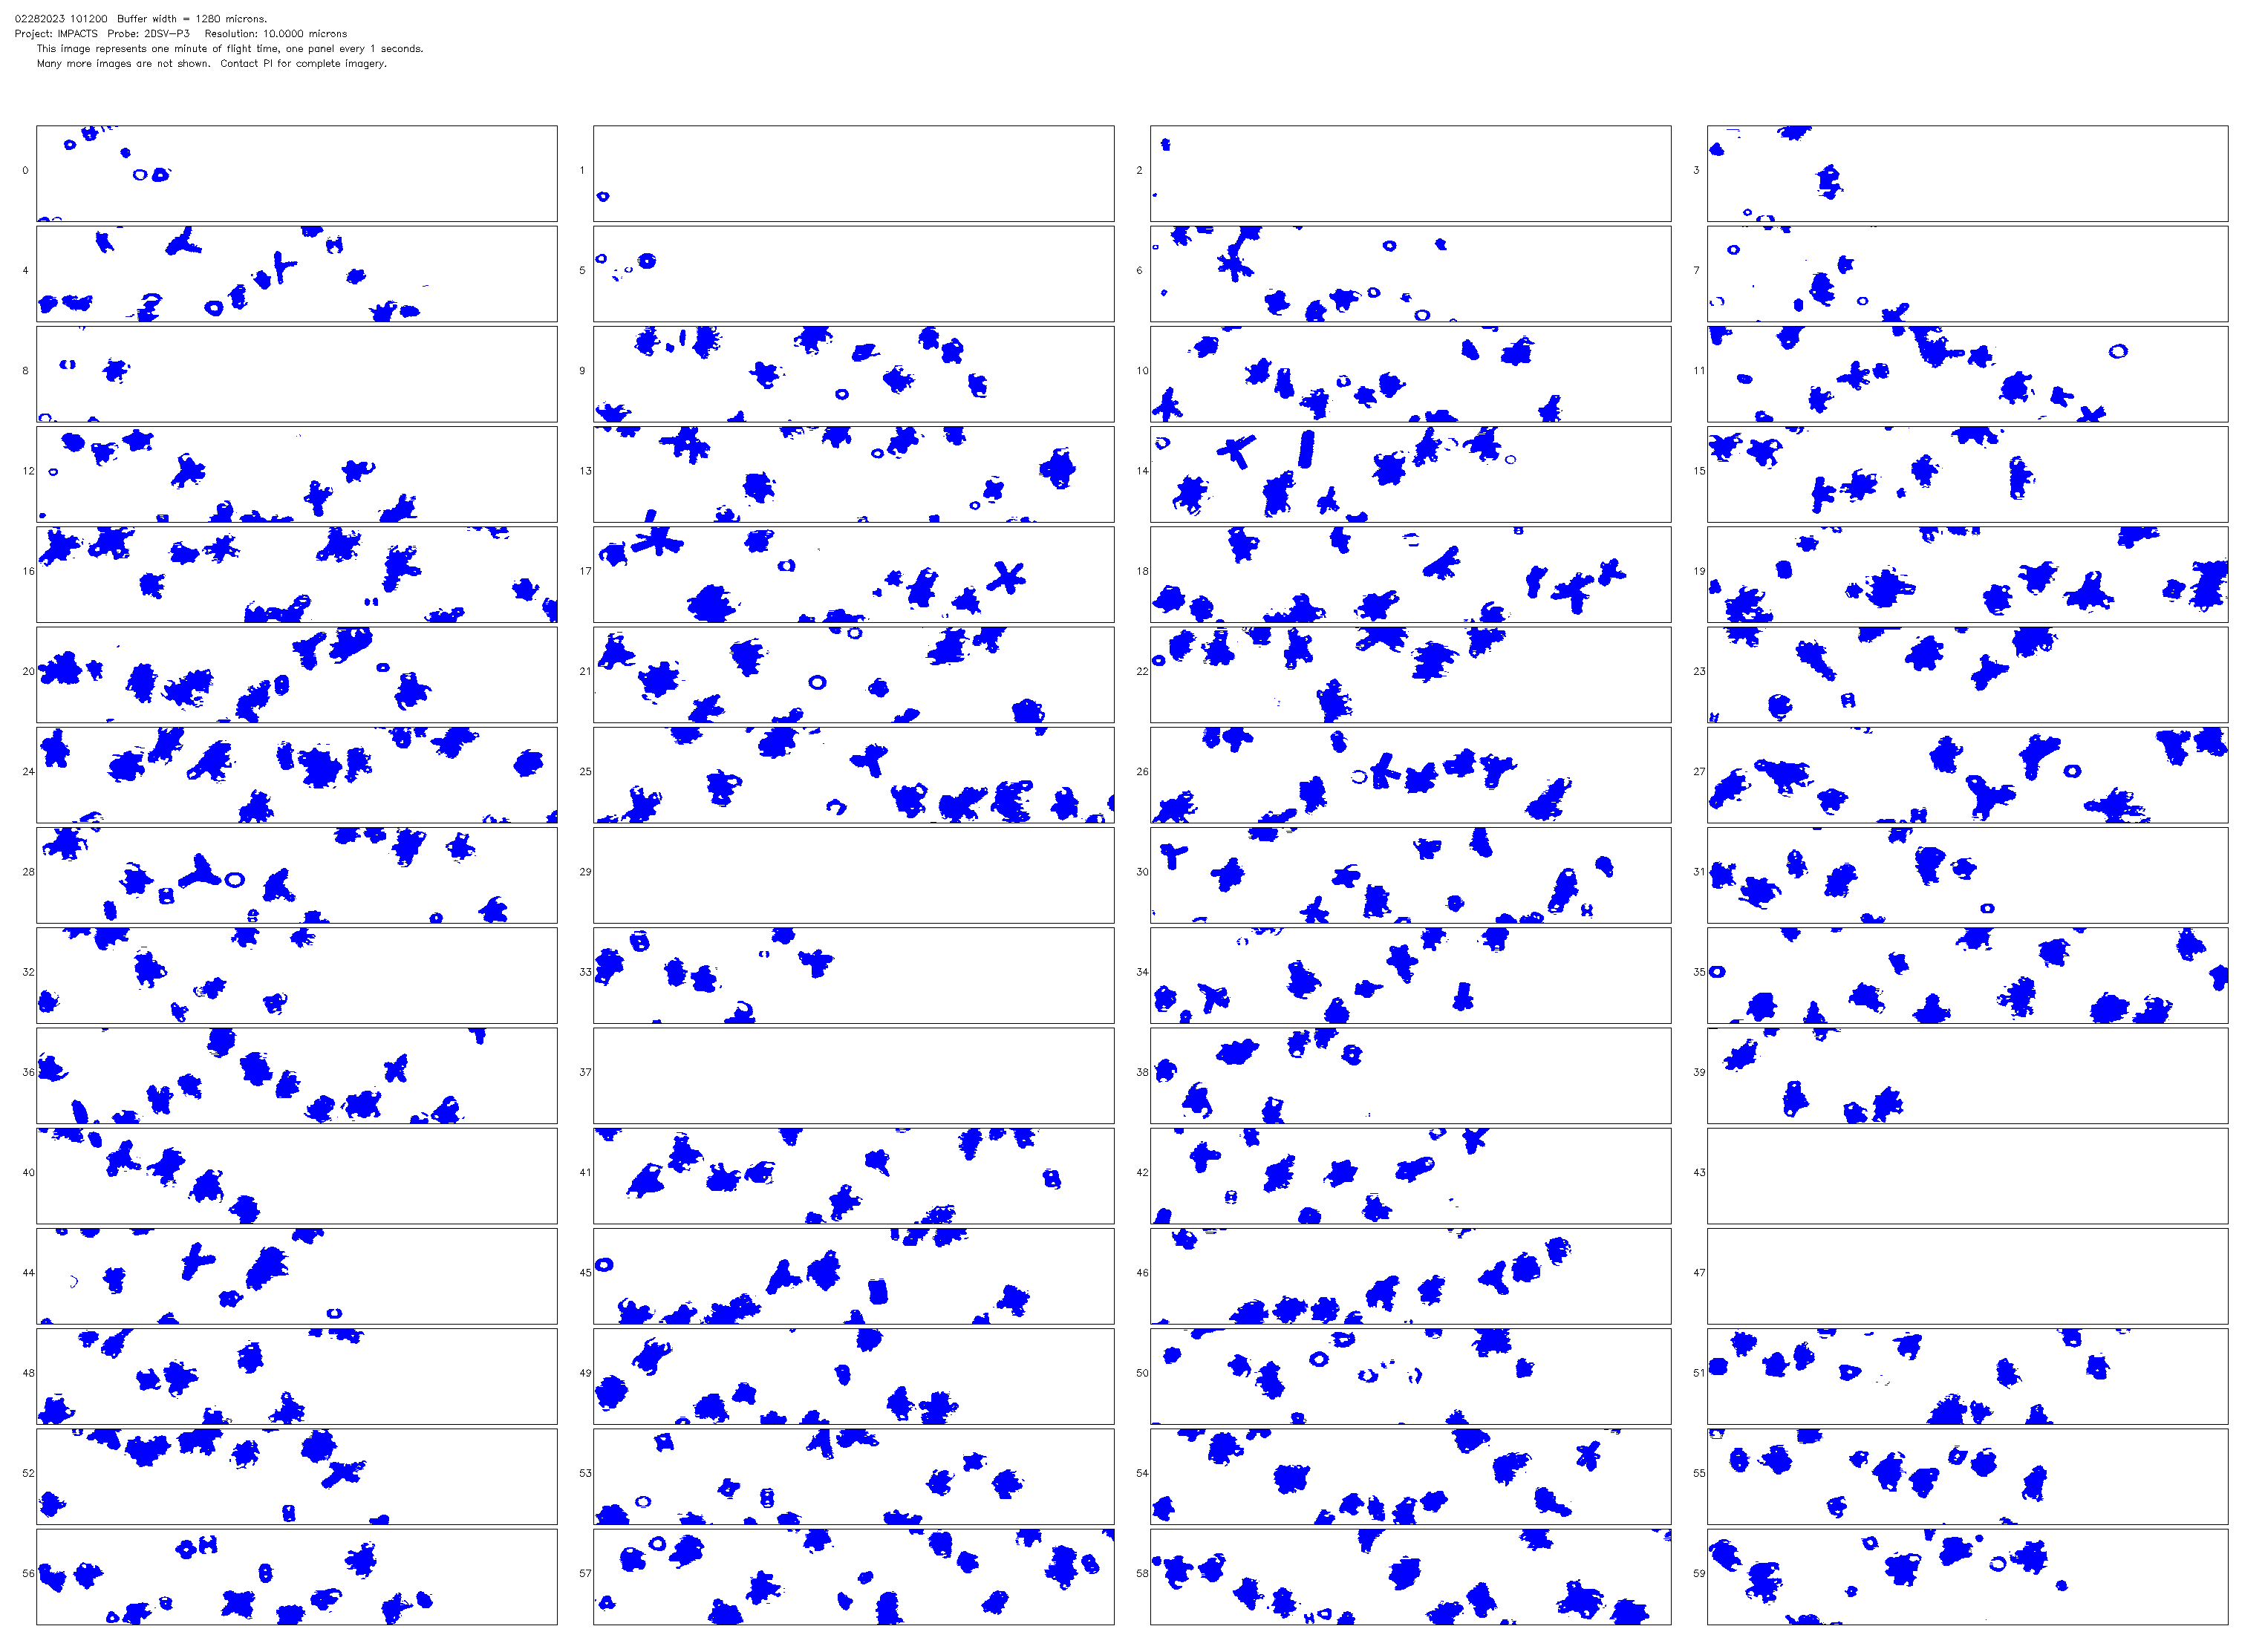 02282023 101200  Buffer width = 1280 microns.
Project: IMPACTS  Probe: 2DSV-P3  Resolution: 10.0000 microns
This image represents one minute of flight time, one panel every 1 seconds.
Many more images are not shown.  Contact PI for complete imagery.
0 1 2 3
4 5 6 7
8 9 10 11
12 13 14 15
16 17 18 19
20 21 22 23
24 25 26 27
28 29 30 31
32 33 34 35
36 37 38 39
40 41 42 43
44 45 46 47
48 49 50 51
52 53 54 55
56 57 58 59